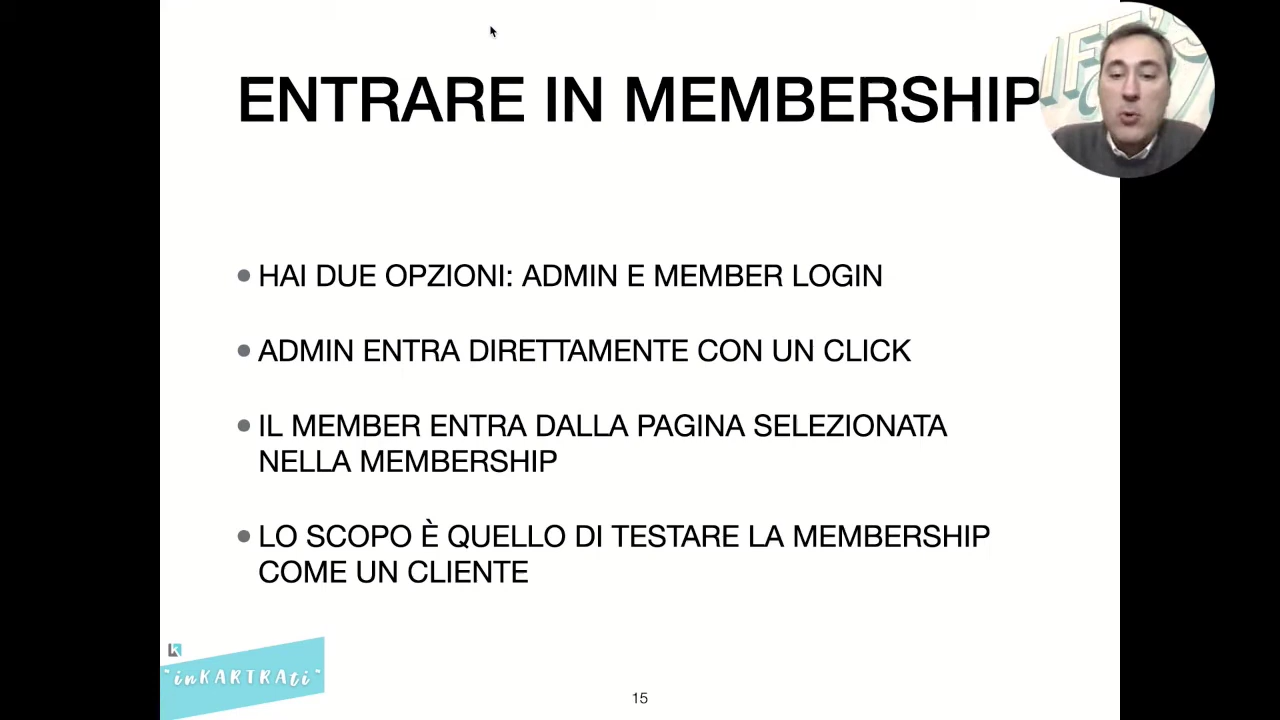 ENTRARE IN MEMBERSHIP
• HAI DUE OPZIONI: ADMIN E MEMBER LOGIN
• ADMIN ENTRA DIRETTAMENTE CON UN CLICK
• IL MEMBER ENTRA DALLA PAGINA SELEZIONATA
NELLA MEMBERSHIP
• LO SCOPO È QUELLO DI TESTARE LA MEMBERSHIP
COME UN CLIENTE
K
"inKARTRAti"
15